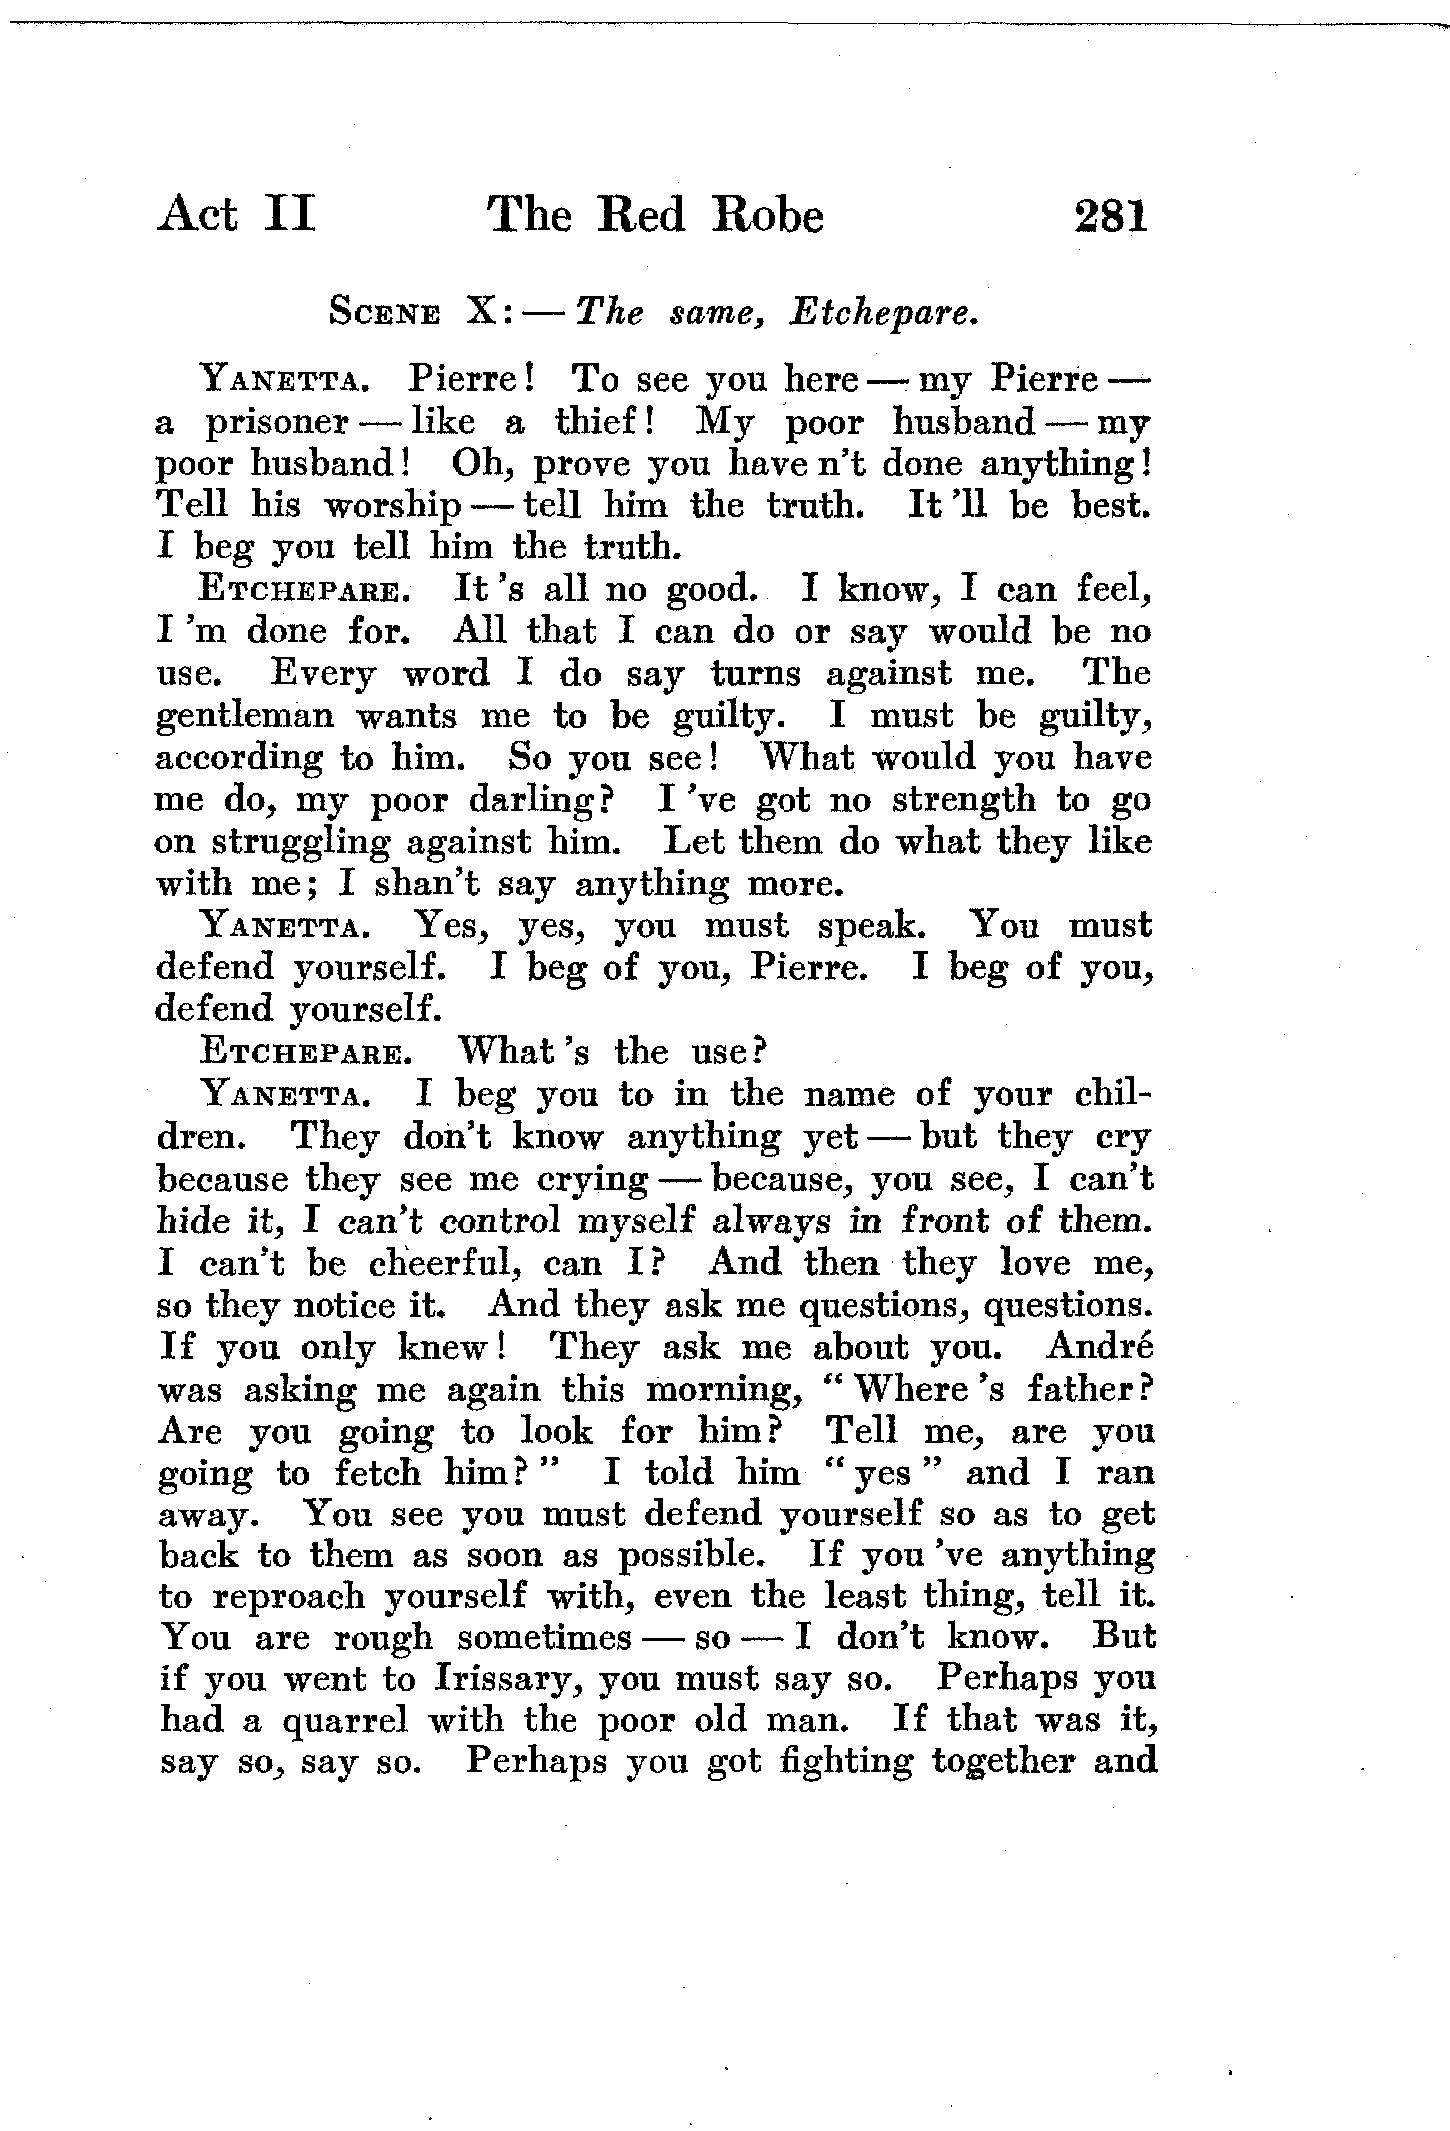 Act II The Red Robe 281
Scene X:— The same, Etchepare.
Yanetta. Pierre! To see you here — my Pierre —
a prisoner — like a thief! My poor husband — my
poor husband! Oh, prove you have n't done anything!
Tell his worship — tell him the truth. It 'll be best.
I beg you tell him the truth.
Etchepare. It 's all no good. I know, I can feel,
I 'm done for. All that I can do or say would be no
use. Every word I do say turns against me. The
gentleman wants me to be guilty. I must be guilty,
according to him. So you see! What would you have
me do, my poor darling? I 've got no strength to go
on struggling against him. Let them do what they like
with me; I shan't say anything more.
Yanetta. Yes, yes, you must speak. You must
defend yourself. I beg of you, Pierre. I beg of you,
defend yourself.
Etchepare. What 's the use?
Yanetta. I beg you to in the name of your chil-
dren. They don't know anything yet — but they cry
because they see me crying — because, you see, I can't
hide it, I can't control myself always in front of them.
I can't be cheerful, can I? And then they love me,
so they notice it. And they ask me questions, questions.
If you only knew! They ask me about you. André
was asking me again this morning, "Where 's father?
Are you going to look for him? Tell me, are you
going to fetch him?" I told him "yes" and I ran
away. You see you must defend yourself so as to get
back to them as soon as possible. If you 've anything
to reproach yourself with, even the least thing, tell it.
You are rough sometimes — so — I don't know. But
if you went to Irissary, you must say so. Perhaps you
had a quarrel with the poor old man. If that was it,
say so, say so. Perhaps you got fighting together and